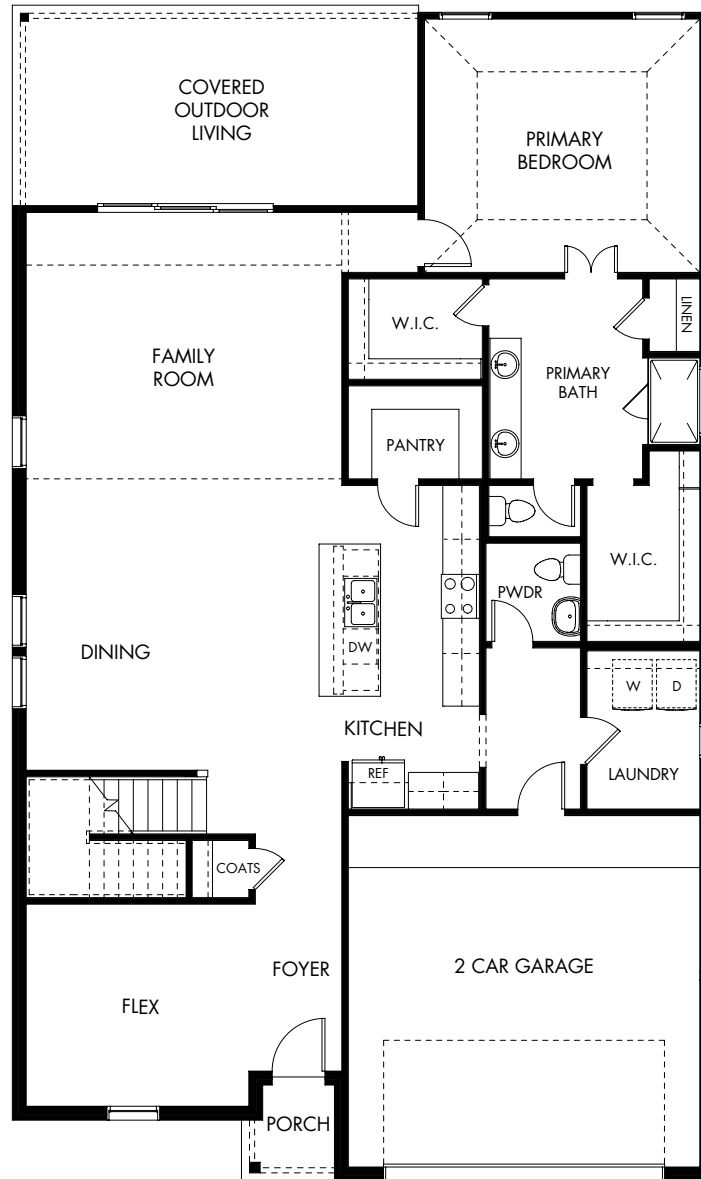 COVERED
OUTDOOR
LIVING
PRIMARY
BEDROOM
W.I.C.
LINEN
FAMILY
ROOM
PRIMARY
BATH
PANTRY
W.I.C.
PWDR
DINING
DW
W
D
KITCHEN
REF
LAUNDRY
COATS
FOYER
2 CAR GARAGE
FLEX
PORCH